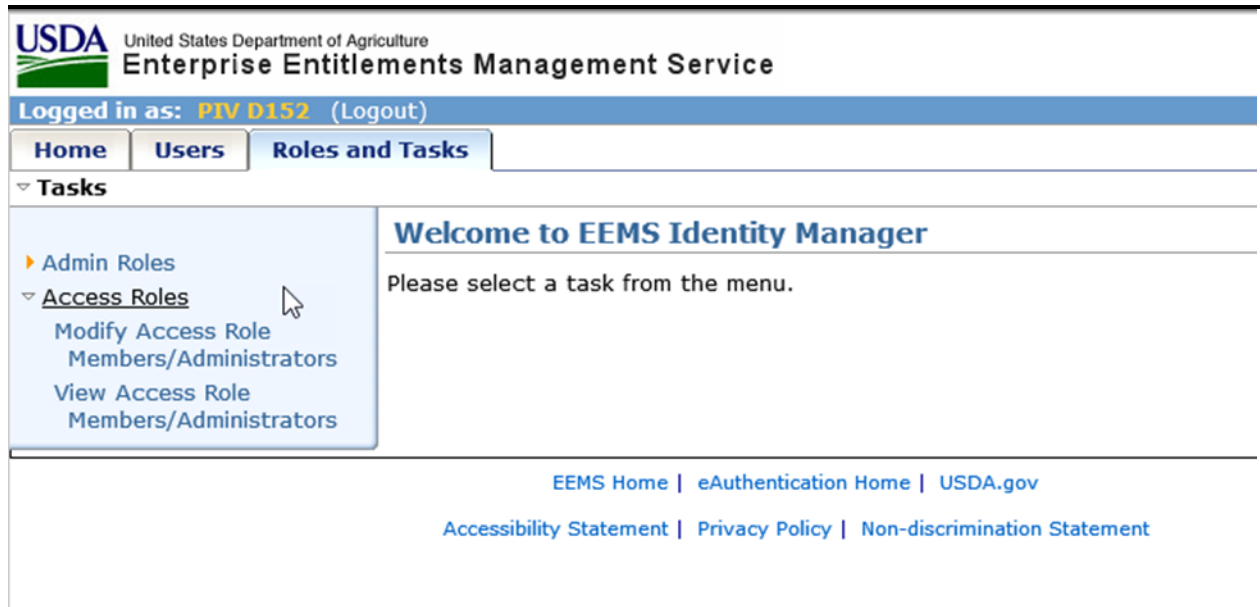 USDA United States Department of Agriculture
Enterprise Entitlements Management Service
Logged in as: PIV D152 (Logout)
Home Users Roles and Tasks
Tasks
Admin Roles
Access Roles
Modify Access Role
Members/Administrators
View Access Role
Members/Administrators
Welcome to EEMS Identity Manager
Please select a task from the menu.
EEMS Home | eAuthentication Home | USDA.gov
Accessibility Statement | Privacy Policy | Non-discrimination Statement